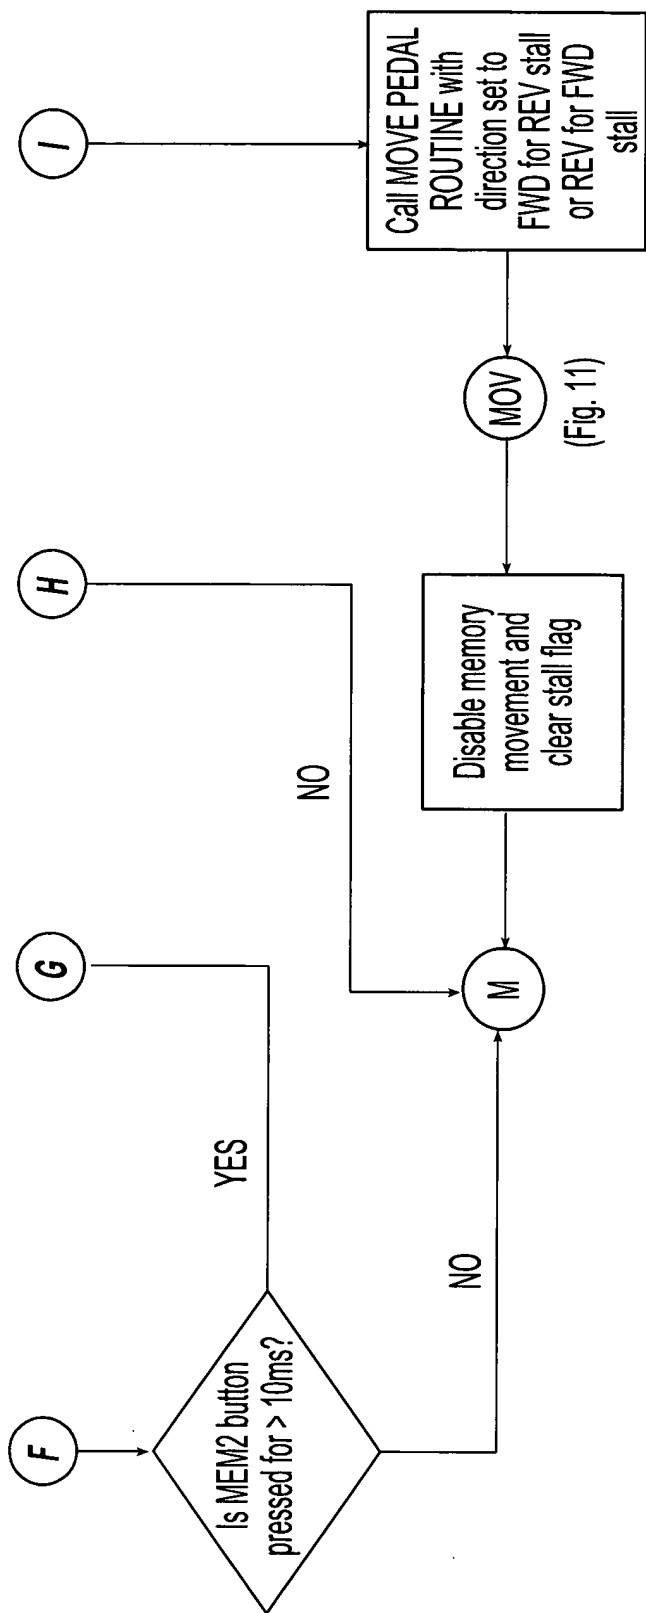 F
G
H
I
Is MEM2 button
pressed for > 10ms?
YES
NO
NO
M
Disable memory
movement and
clear stall flag
MOV
(Fig. 11)
Call MOVE PEDAL
ROUTINE with
direction set to
FWD for REV stall
or REV for FWD
stall